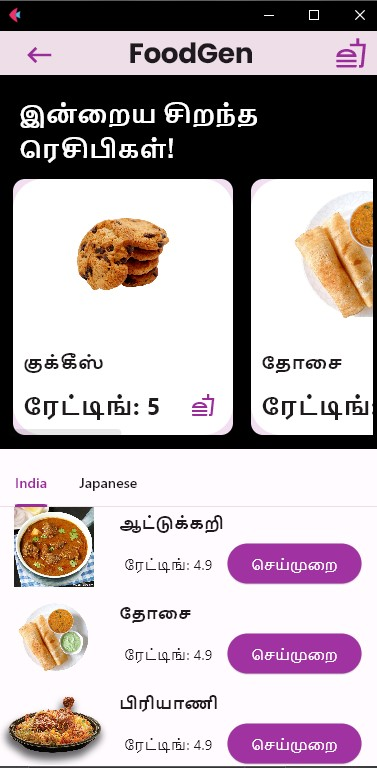 FoodGen
இன்றைய சிறந்த
ரெசிபிகள்!
குக்கீஸ்
ரேட்டிங்: 5
தோசை
ரேட்டிங்:
India
Japanese
ஆட்டுக்கறி
ரேட்டிங்: 4.9
செய்முறை
தோசை
ரேட்டிங்: 4.9
செய்முறை
பிரியாணி
ரேட்டிங்: 4.9
செய்முறை